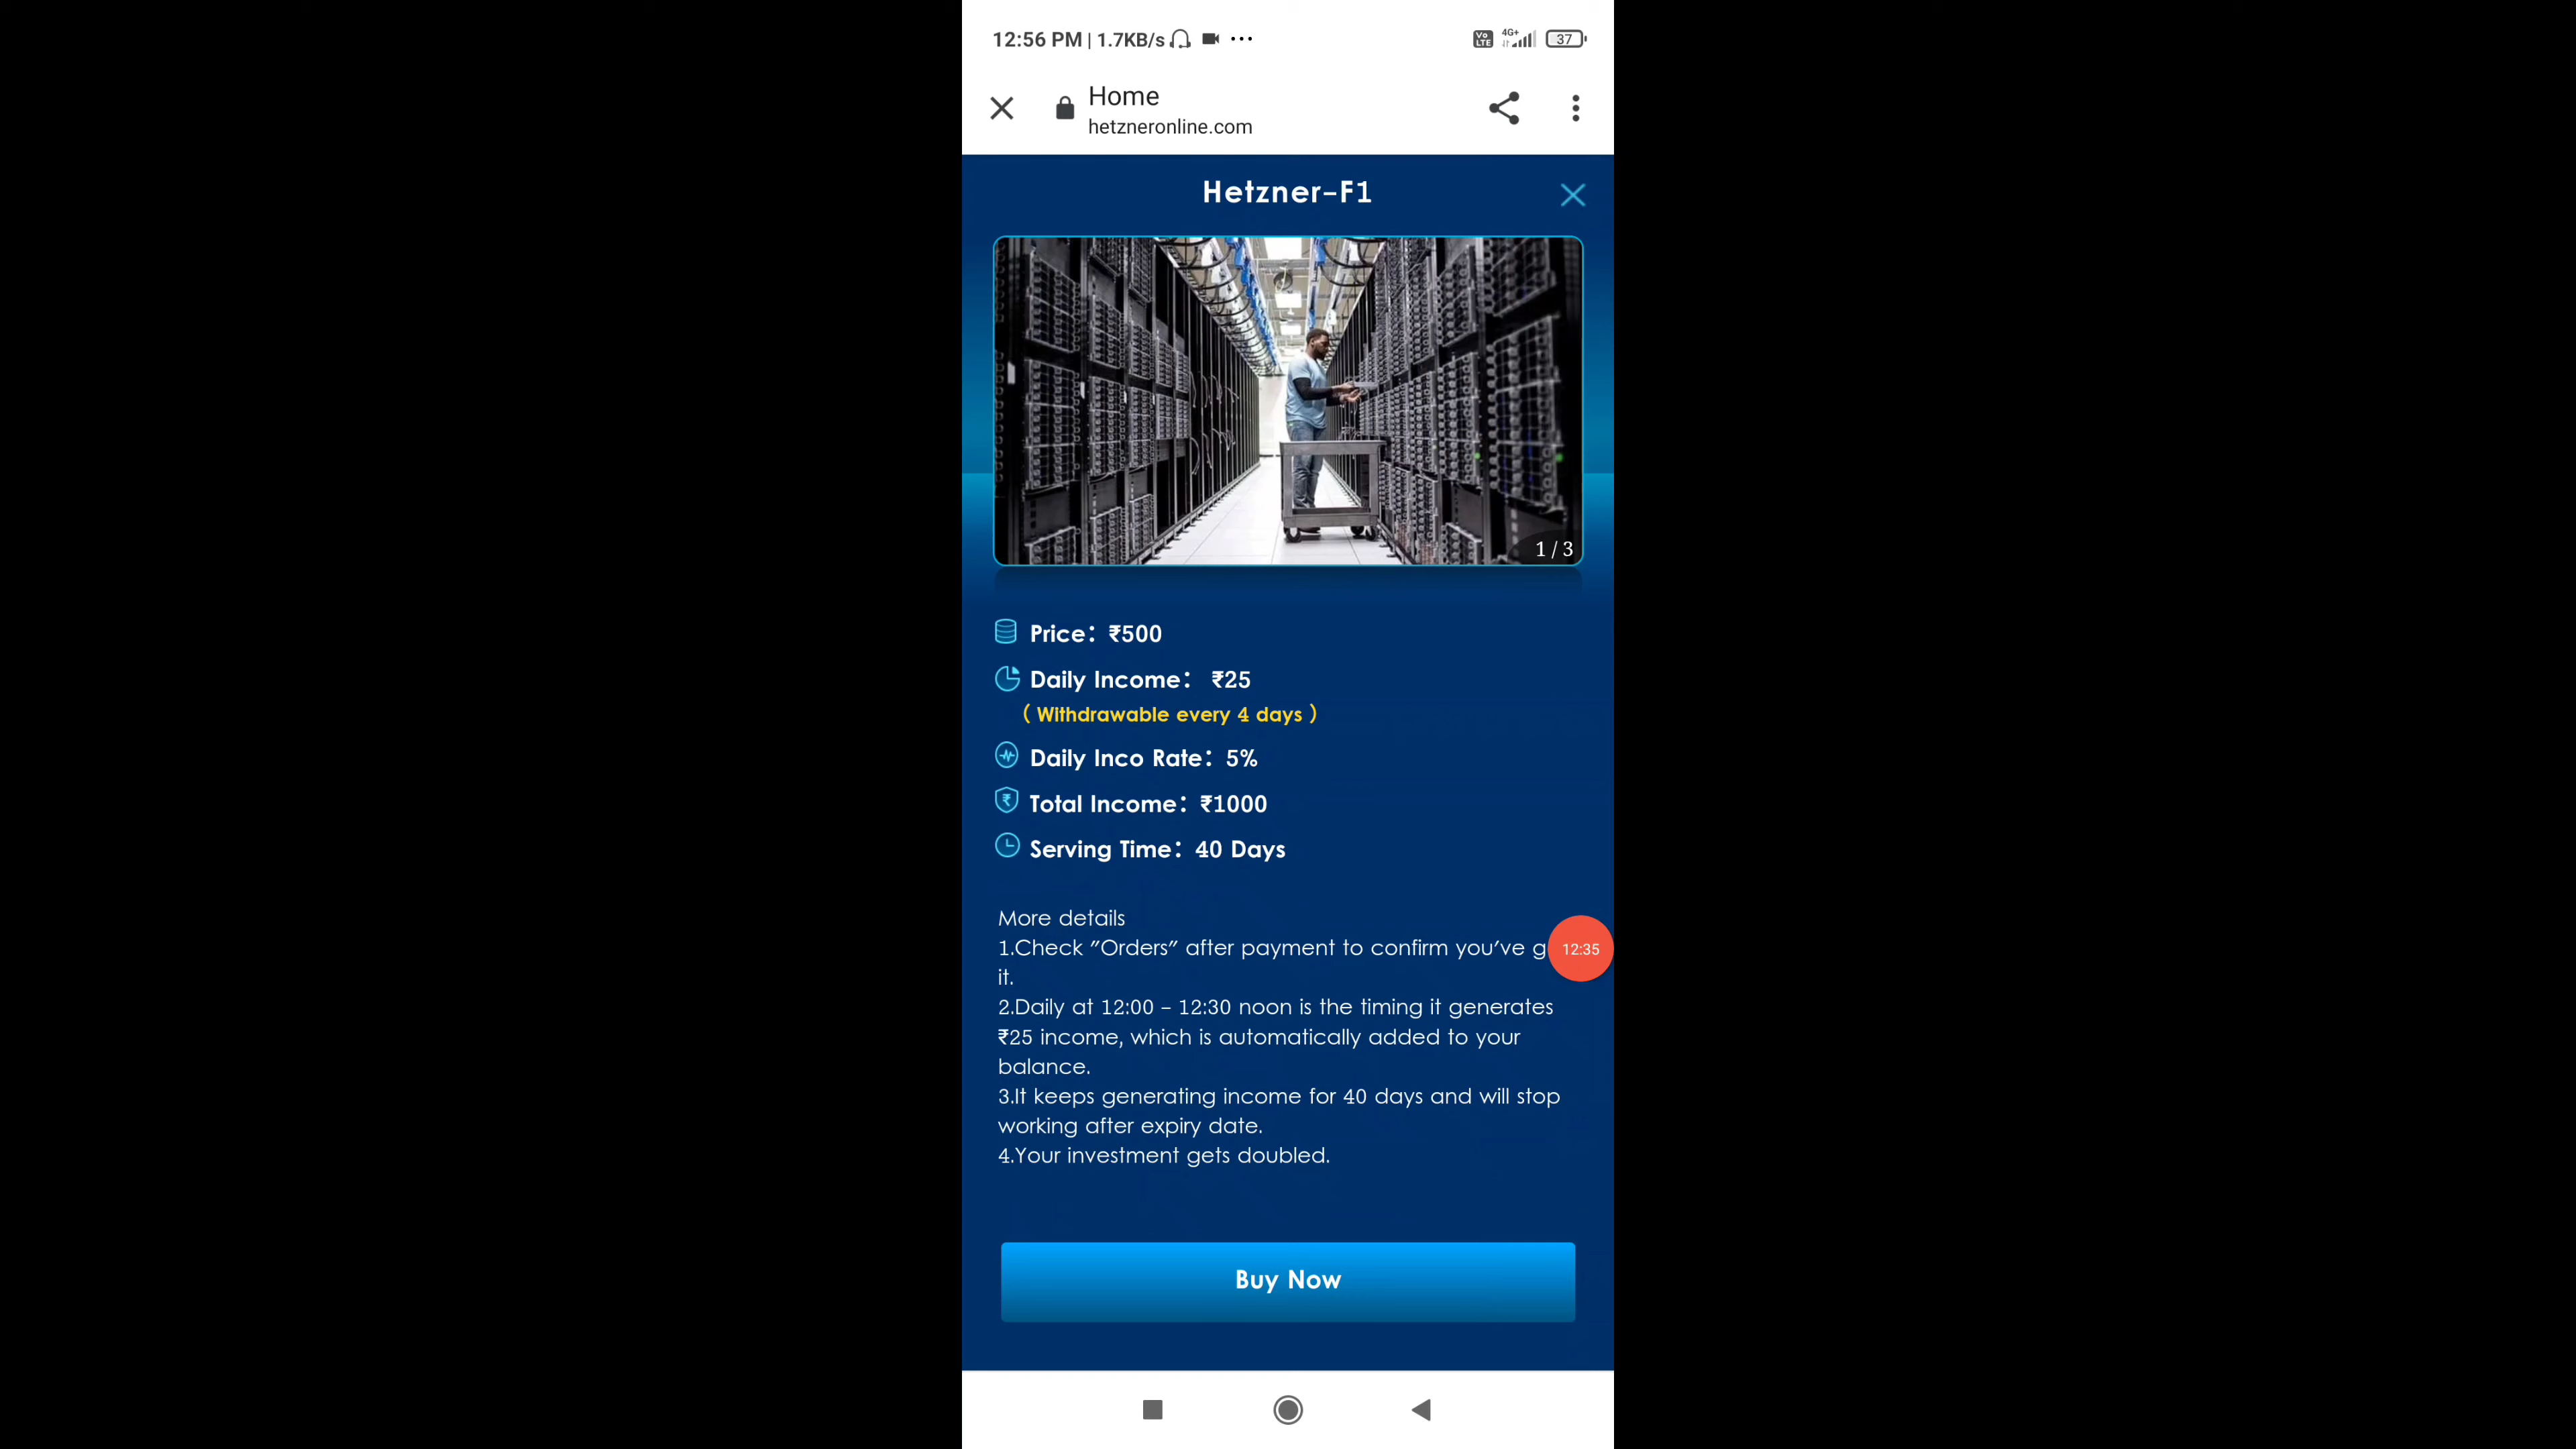 12:56 PM | 1.7KB/s
Vo LTE 4G+ 37
Home
hetzneronline.com
Hetzner-F1
1 / 3
Price: ₹500
Daily Income: ₹25
( Withdrawable every 4 days )
Daily Inco Rate: 5%
Total Income: ₹1000
Serving Time: 40 Days
More details
1.Check "Orders" after payment to confirm you've g
12:35
it.
2.Daily at 12:00 - 12:30 noon is the timing it generates
₹25 income, which is automatically added to your
balance.
3.It keeps generating income for 40 days and will stop
working after expiry date.
4.Your investment gets doubled.
Buy Now